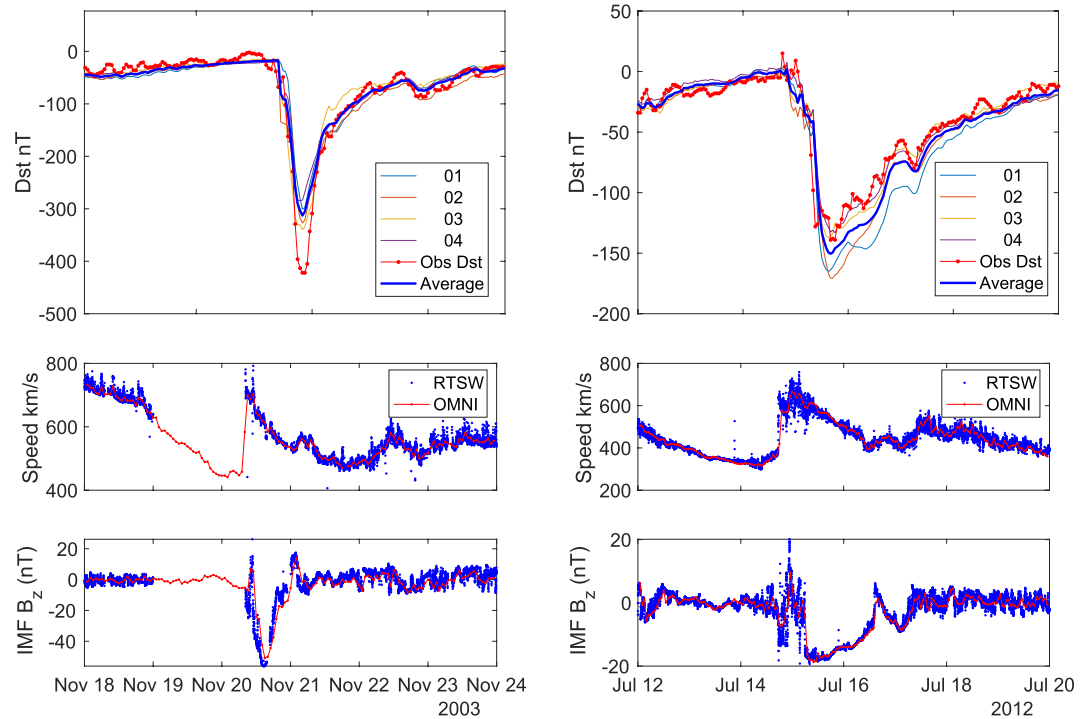 0
-100
-200
-300
-400
-500
Dst nT
01
02
03
04
Obs Dst
Average
50
0
-50
-100
-150
-200
Dst nT
01
02
03
04
Obs Dst
Average
800
600
400
Speed km/s
RTSW
OMNI
800
600
400
200
Speed km/s
RTSW
OMNI
20
0
-20
-40
IMF Bz (nT)
Nov 18 Nov 19 Nov 20 Nov 21 Nov 22 Nov 23 Nov 24
2003
20
0
-20
IMF Bz (nT)
Jul 12 Jul 14 Jul 16 Jul 18 Jul 20
2012